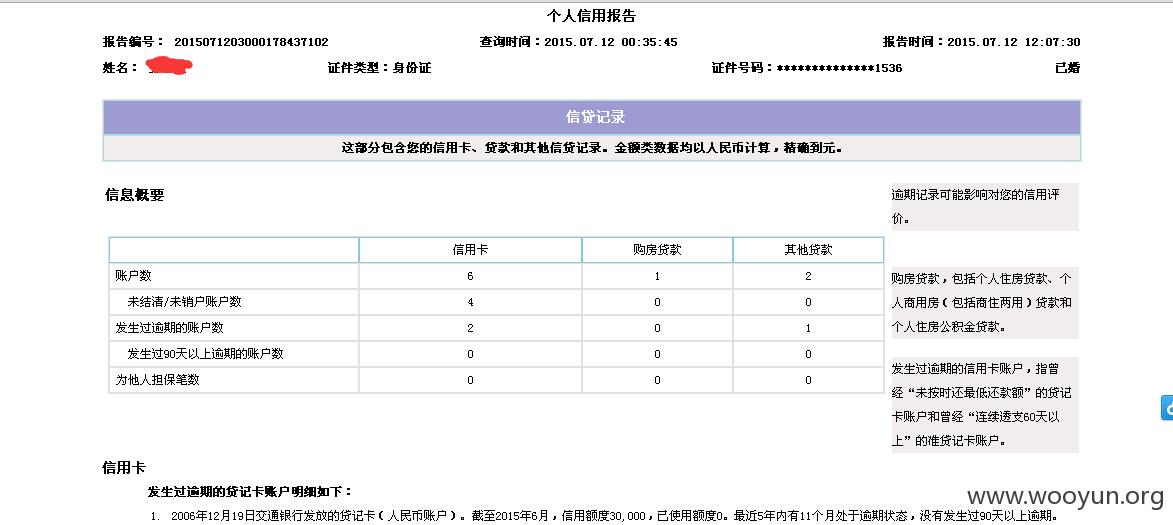 个人信用报告
报告编号： 2015071203000178437102 查询时间：2015.07.12 00:35:45 报告时间：2015.07.12 12:07:30
姓名： 证件类型：身份证 证件号码：**************1536 已婚
信贷记录
这部分包含您的信用卡、贷款和其他信贷记录。金额类数据均以人民币计算，精确到元。
信息概要
逾期记录可能影响对您的信用评
价。
信用卡 购房贷款 其他贷款
账户数 6 1 2
未结清/未销户账户数 4 0 0
发生过逾期的账户数 2 0 1
发生过90天以上逾期的账户数 0 0 0
为他人担保笔数 0 0 0
购房贷款，包括个人住房贷款、个
人商用房（包括商住两用）贷款和
个人住房公积金贷款。
发生过逾期的信用卡账户，指曾
经“未按时还最低还款额”的贷记
卡账户和曾经“连续透支60天以
上”的准贷记卡账户。
信用卡
发生过逾期的贷记卡账户明细如下：
1. 2006年12月19日交通银行发放的贷记卡（人民币账户）。截至2015年6月，信用额度30,000，已使用额度0。最近5年内有11个月处于逾期状态，没有发生过90天以上逾期。
www.wooyun.org